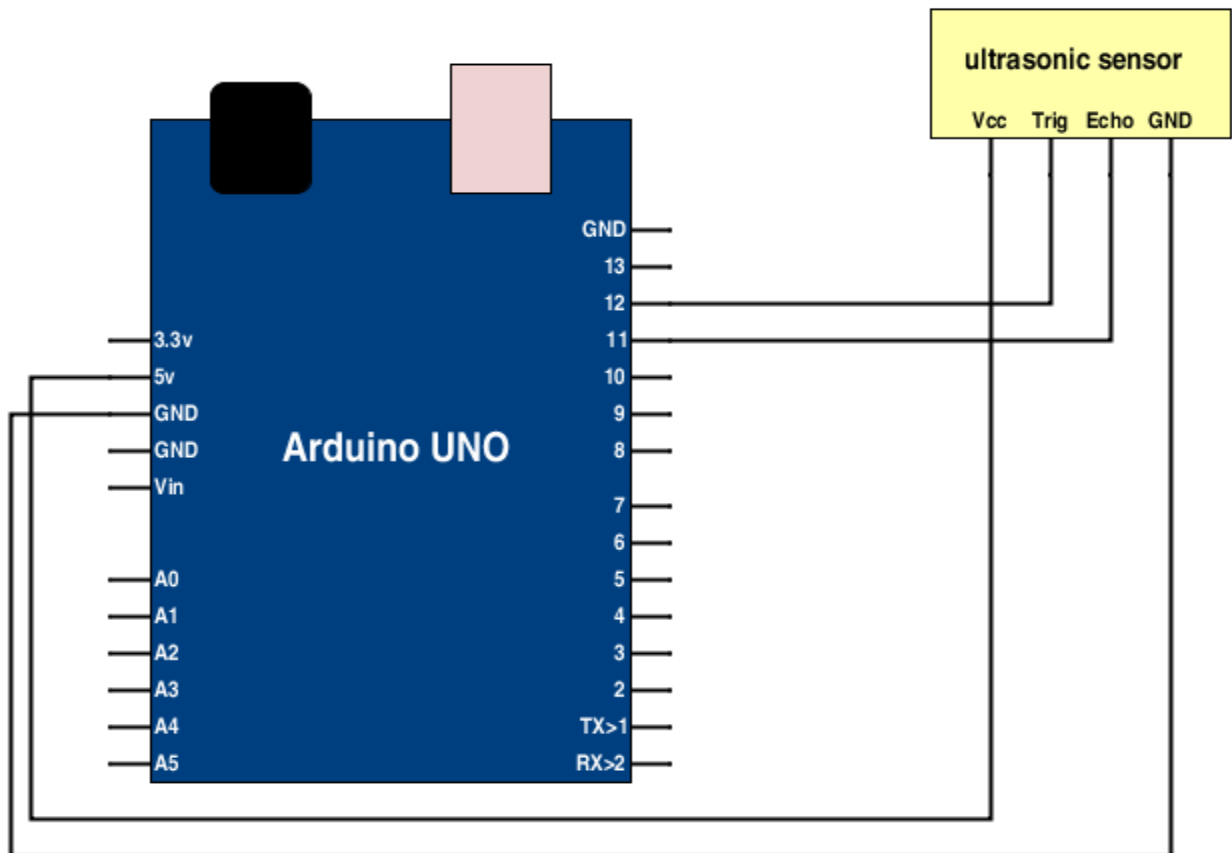 ultrasonic sensor
Vcc Trig Echo GND
GND
13
12
11
10
9
8
7
6
5
4
3
2
TX>1
RX>2
3.3v
5v
GND
GND
Vin
A0
A1
A2
A3
A4
A5
Arduino UNO